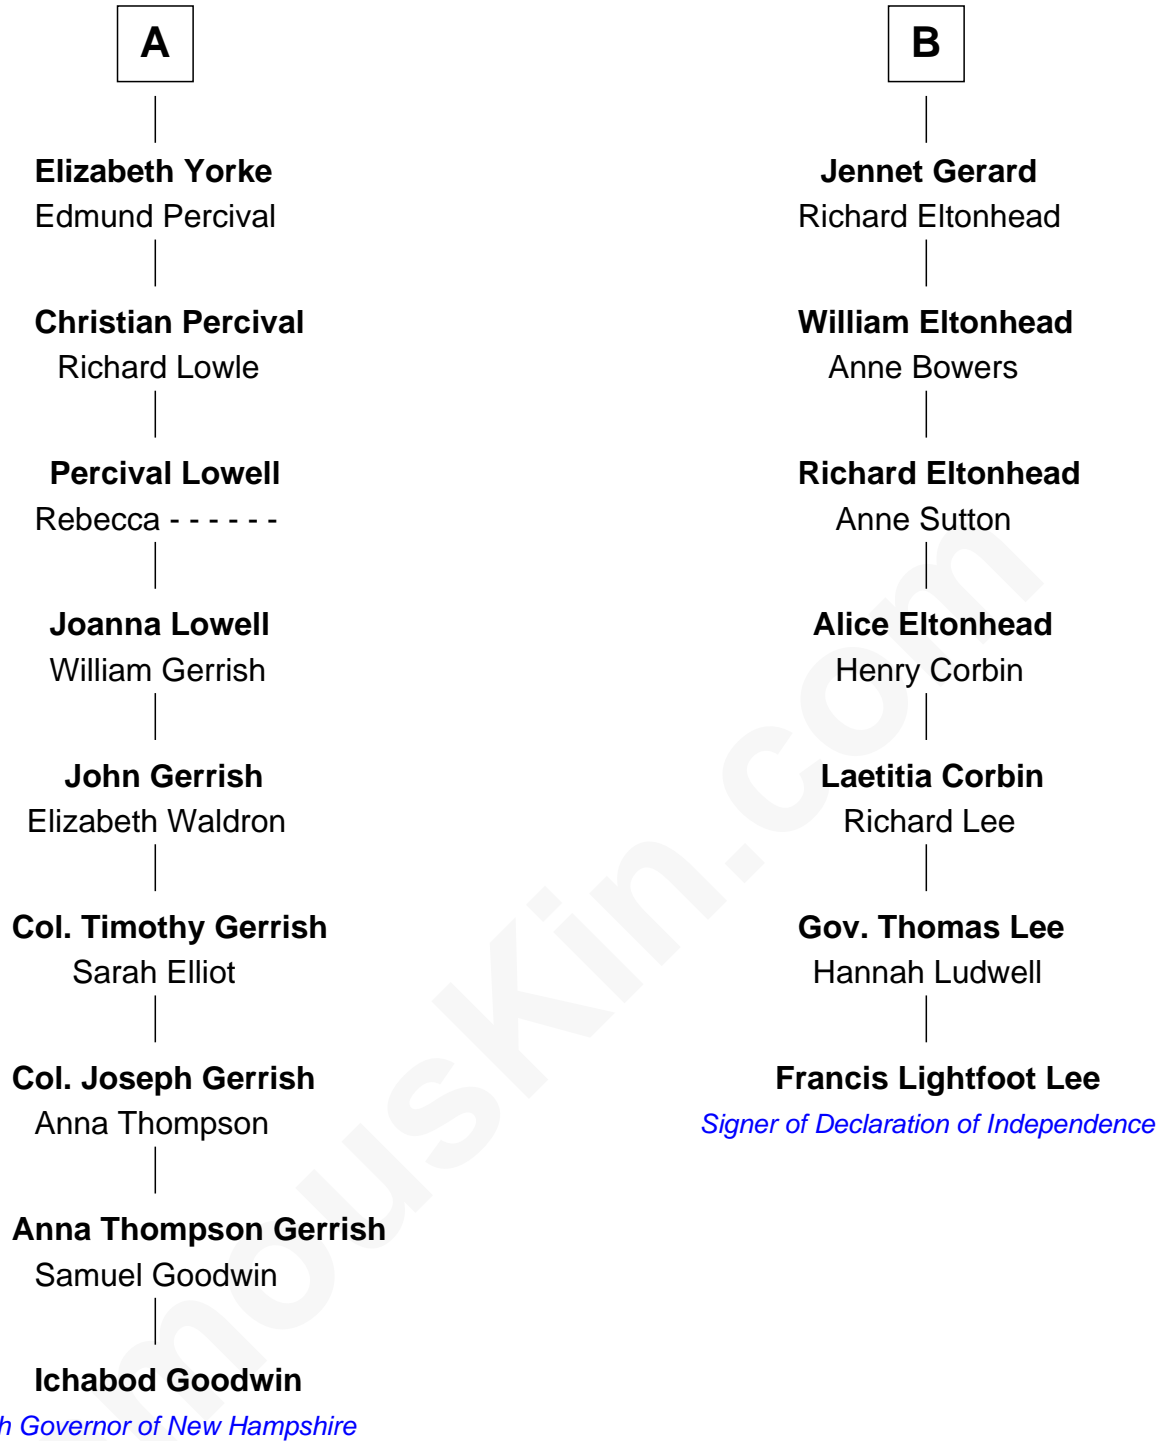 A
Elizabeth Yorke
Edmund Percival
Christian Percival
Richard Lowle
Percival Lowell
Rebecca - - - - - -
Joanna Lowell
William Gerrish
John Gerrish
Elizabeth Waldron
Col. Timothy Gerrish
Sarah Elliot
Col. Joseph Gerrish
Anna Thompson
Anna Thompson Gerrish
Samuel Goodwin
Ichabod Goodwin
h Governor of New Hampshire
B
Jennet Gerard
Richard Eltonhead
William Eltonhead
Anne Bowers
Richard Eltonhead
Anne Sutton
Alice Eltonhead
Henry Corbin
Laetitia Corbin
Richard Lee
Gov. Thomas Lee
Hannah Ludwell
Francis Lightfoot Lee
Signer of Declaration of Independence
mousKin.com